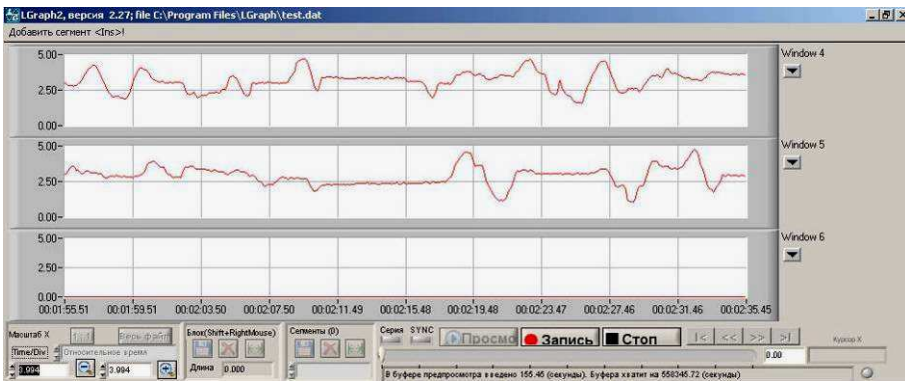 LGraph2, версия 2.27; file C:\Program Files\LGraph\test.dat
Добавить сегмент <Ins>!
5.00
2.50
0.00
Window 4
5.00
2.50
0.00
Window 5
5.00
2.50
0.00
Window 6
00:01:55.51 00:01:59.51 00:02:03.50 00:02:07.50 00:02:11.49 00:02:15.48 00:02:19.48 00:02:23.47 00:02:27.46 00:02:31.46 00:02:35.45
Масштаб X
1:1 Весь файл
Time/Div Относительное время
3.994 3.994
Блок(Shift+RightMouse)
Длина 0.000
Сегменты (0)
Серия SYNC
Просмо Запись Стоп
|< << >> >|
0.00
Курсор X
В буфере предпросмотра введено 155.46 (секунды). Буфера хватит на 558345.72 (секунды)